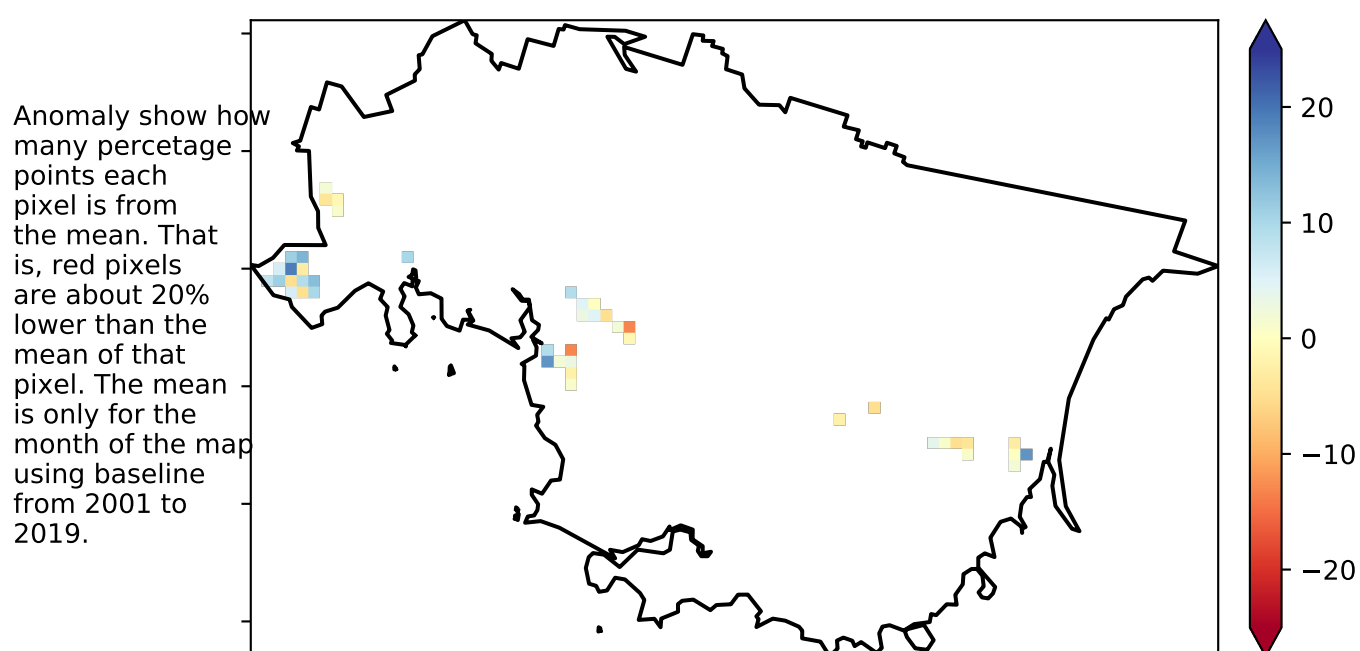 Anomaly show how
many percetage
points each
pixel is from
the mean. That
is, red pixels
are about 20%
lower than the
mean of that
pixel. The mean
is only for the
month of the map
using baseline
from 2001 to
2019.
20
10
0
−10
−20